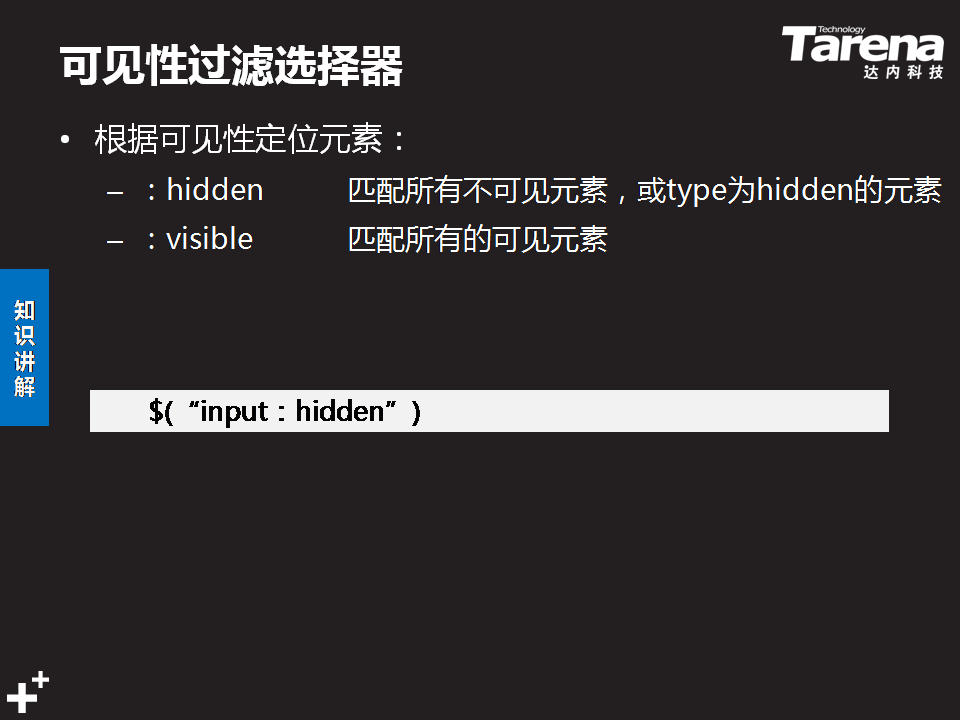 可见性过滤选择器
Technology
Tarena
达内科技
• 根据可见性定位元素：
– ：hidden 匹配所有不可见元素，或type为hidden的元素
– ：visible 匹配所有的可见元素
知识讲解
$(“input：hidden”)